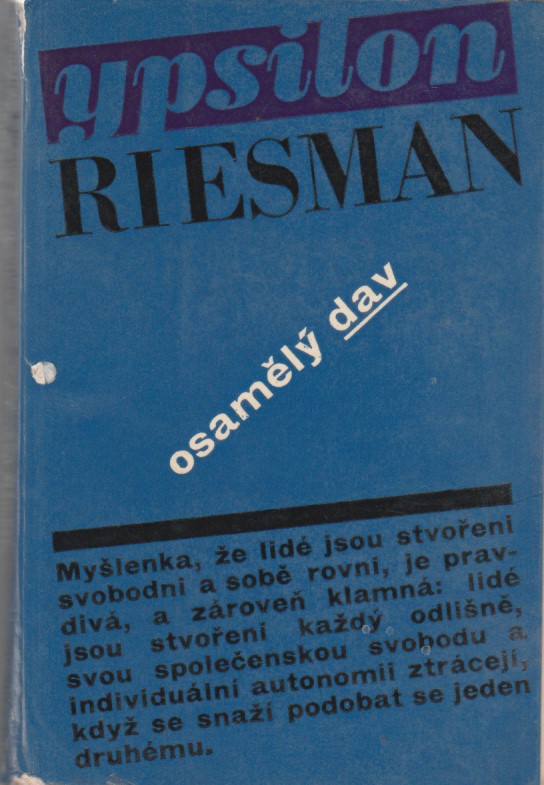 ypsilon
RIESMAN
osamělý dav
Myšlenka, že lidé jsou stvořeni
svobodni a sobě rovni, je prav-
divá, a zároveň klamná: lidé
jsou stvořeni každý odlišně,
svou společenskou svobodu a
individuální autonomii ztrácejí,
když se snaží podobat se jeden
druhému.